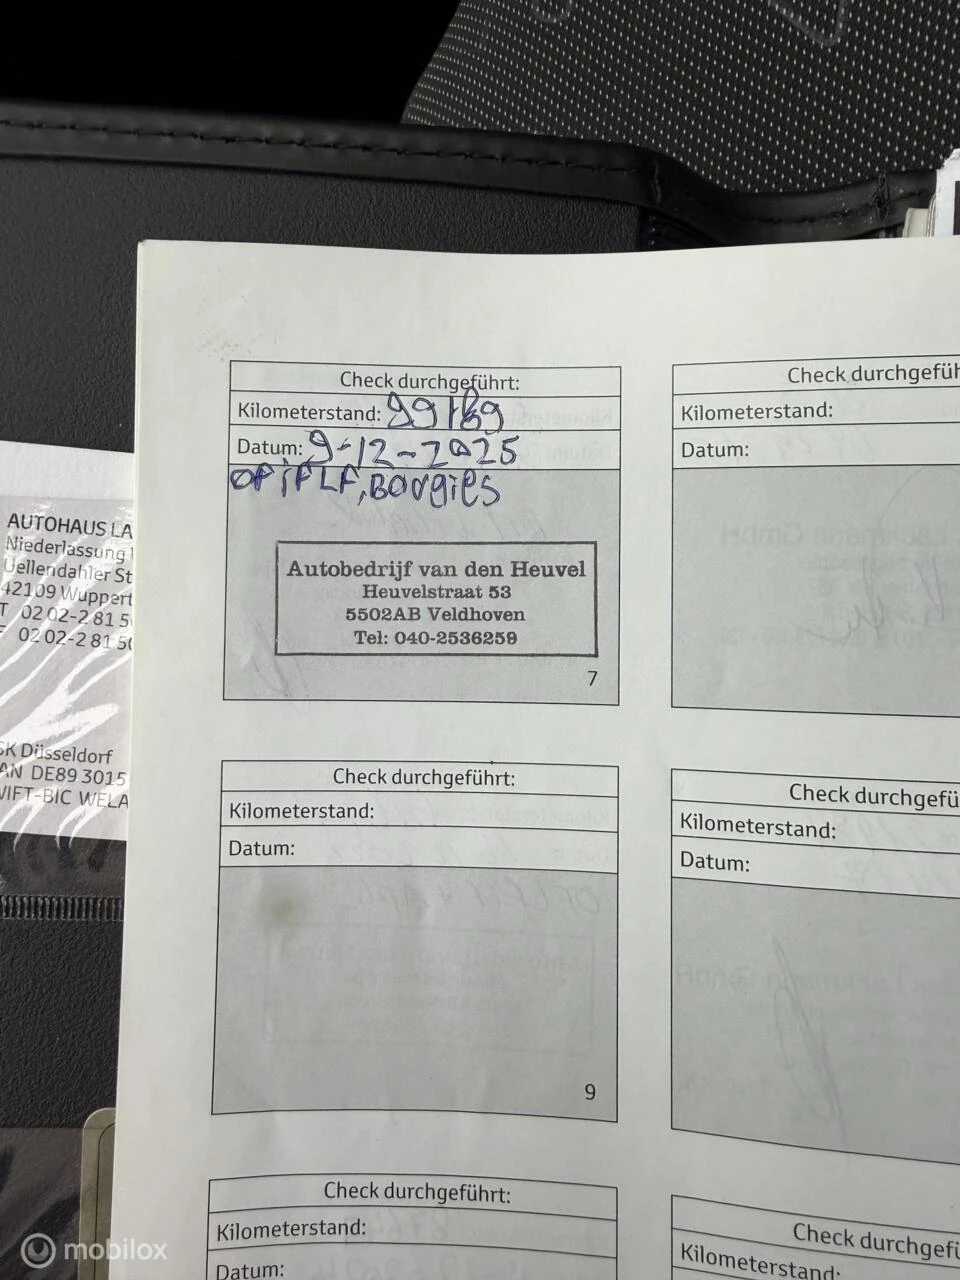 Check durchgeführt:
Kilometerstand: 99189
Datum: 9-12-2025
Bougies
Autobedrijf van den Heuvel
Heuvelstraat 53
5502AB Veldhoven
Tel: 040-2536259
7
Check durchgefüh
Kilometerstand:
Datum:
AUTOHAUS LA
Niederlassung
Uellendahler St
42109 Wuppert
T 02 02-2 81 5
02 02-2 81 50
SK Düsseldorf
AN DE89 3015
WIFT-BIC WELA
Check durchgeführt:
Kilometerstand:
Datum:
9
Check durchgefü
Kilometerstand:
Datum:
Check durchgeführt:
Kilometerstand:
Datum:
Check durchgefü
Kilometerstand:
mobilox